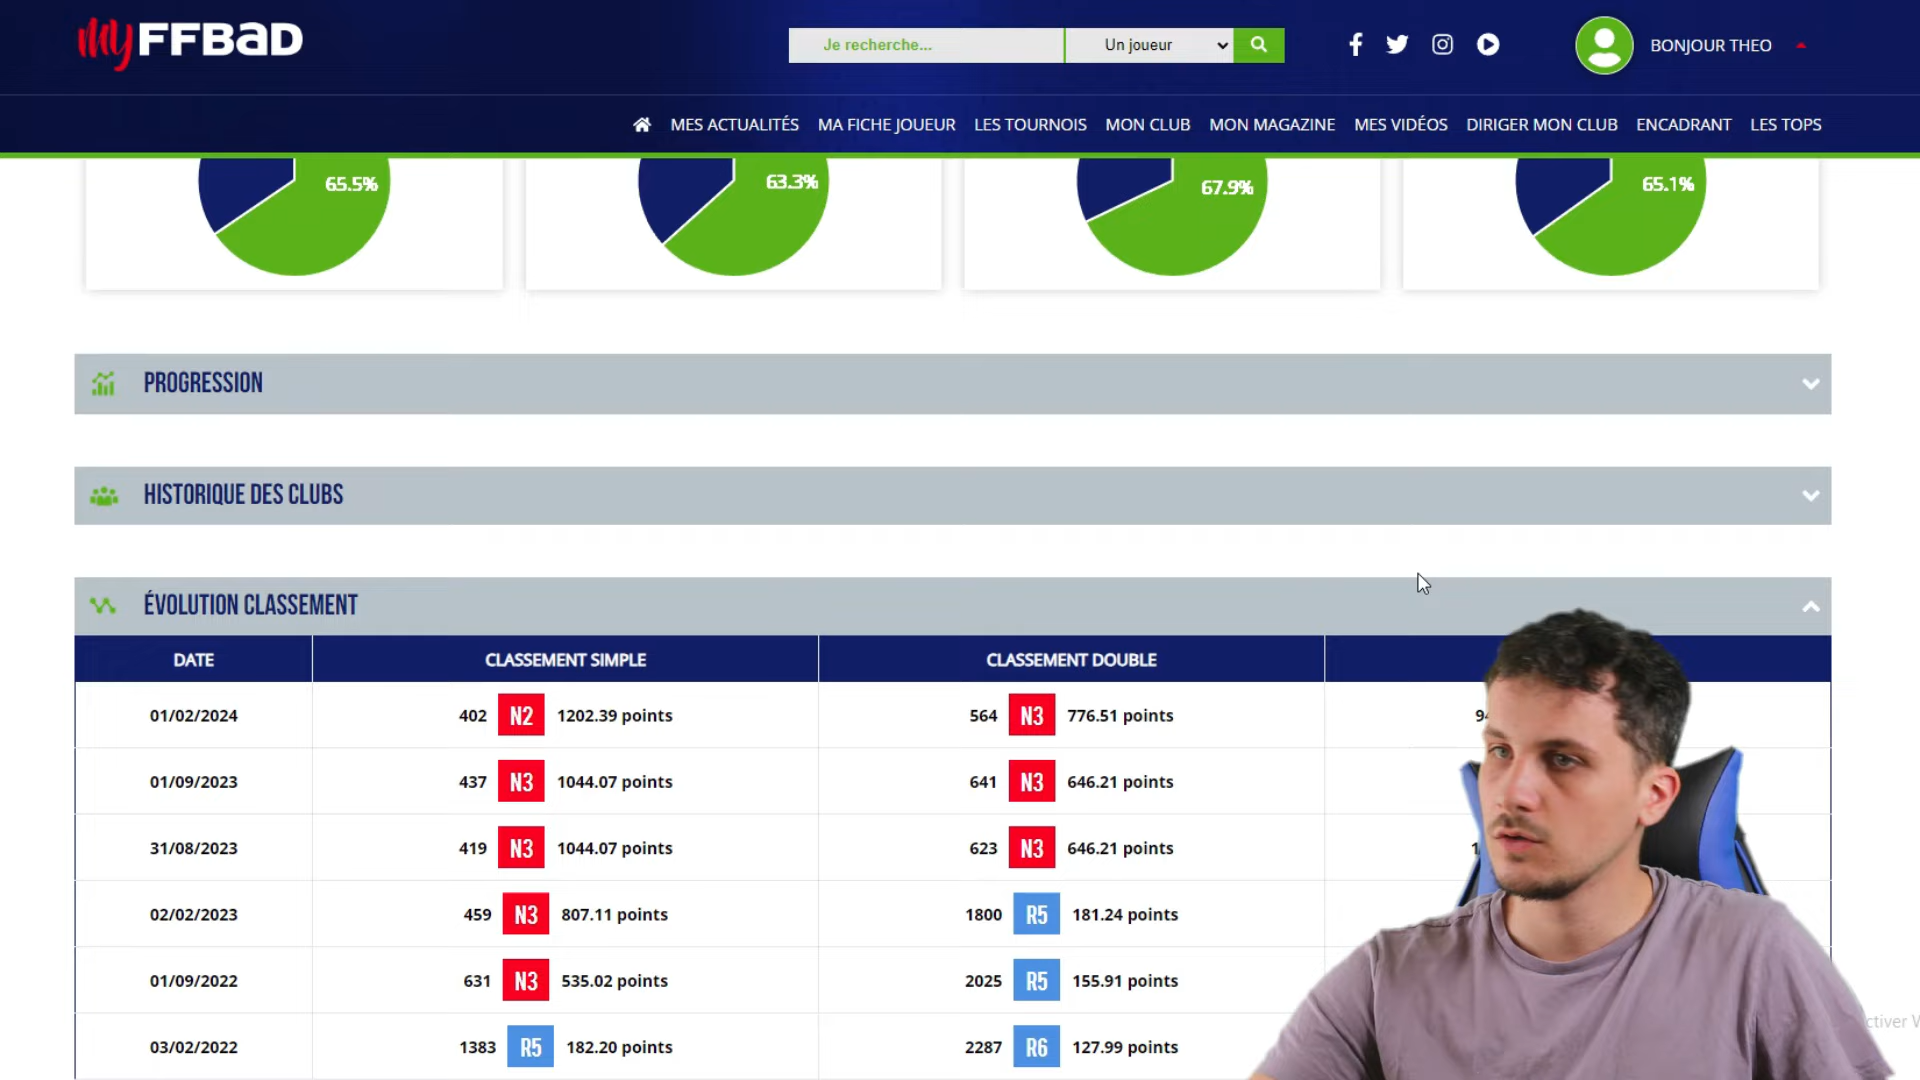 myFFBaD
Je recherche...
Un joueur
BONJOUR THEO
MES ACTUALITÉS MA FICHE JOUEUR LES TOURNOIS MON CLUB MON MAGAZINE MES VIDÉOS DIRIGER MON CLUB ENCADRANT LES TOPS
65.5% 63.3% 67.9% 65.1%
PROGRESSION
HISTORIQUE DES CLUBS
ÉVOLUTION CLASSEMENT
DATE CLASSEMENT SIMPLE CLASSEMENT DOUBLE
01/02/2024 402 N2 1202.39 points 564 N3 776.51 points
01/09/2023 437 N3 1044.07 points 641 N3 646.21 points
31/08/2023 419 N3 1044.07 points 623 N3 646.21 points
02/02/2023 459 N3 807.11 points 1800 R5 181.24 points
01/09/2022 631 N3 535.02 points 2025 R5 155.91 points
03/02/2022 1383 R5 182.20 points 2287 R6 127.99 points